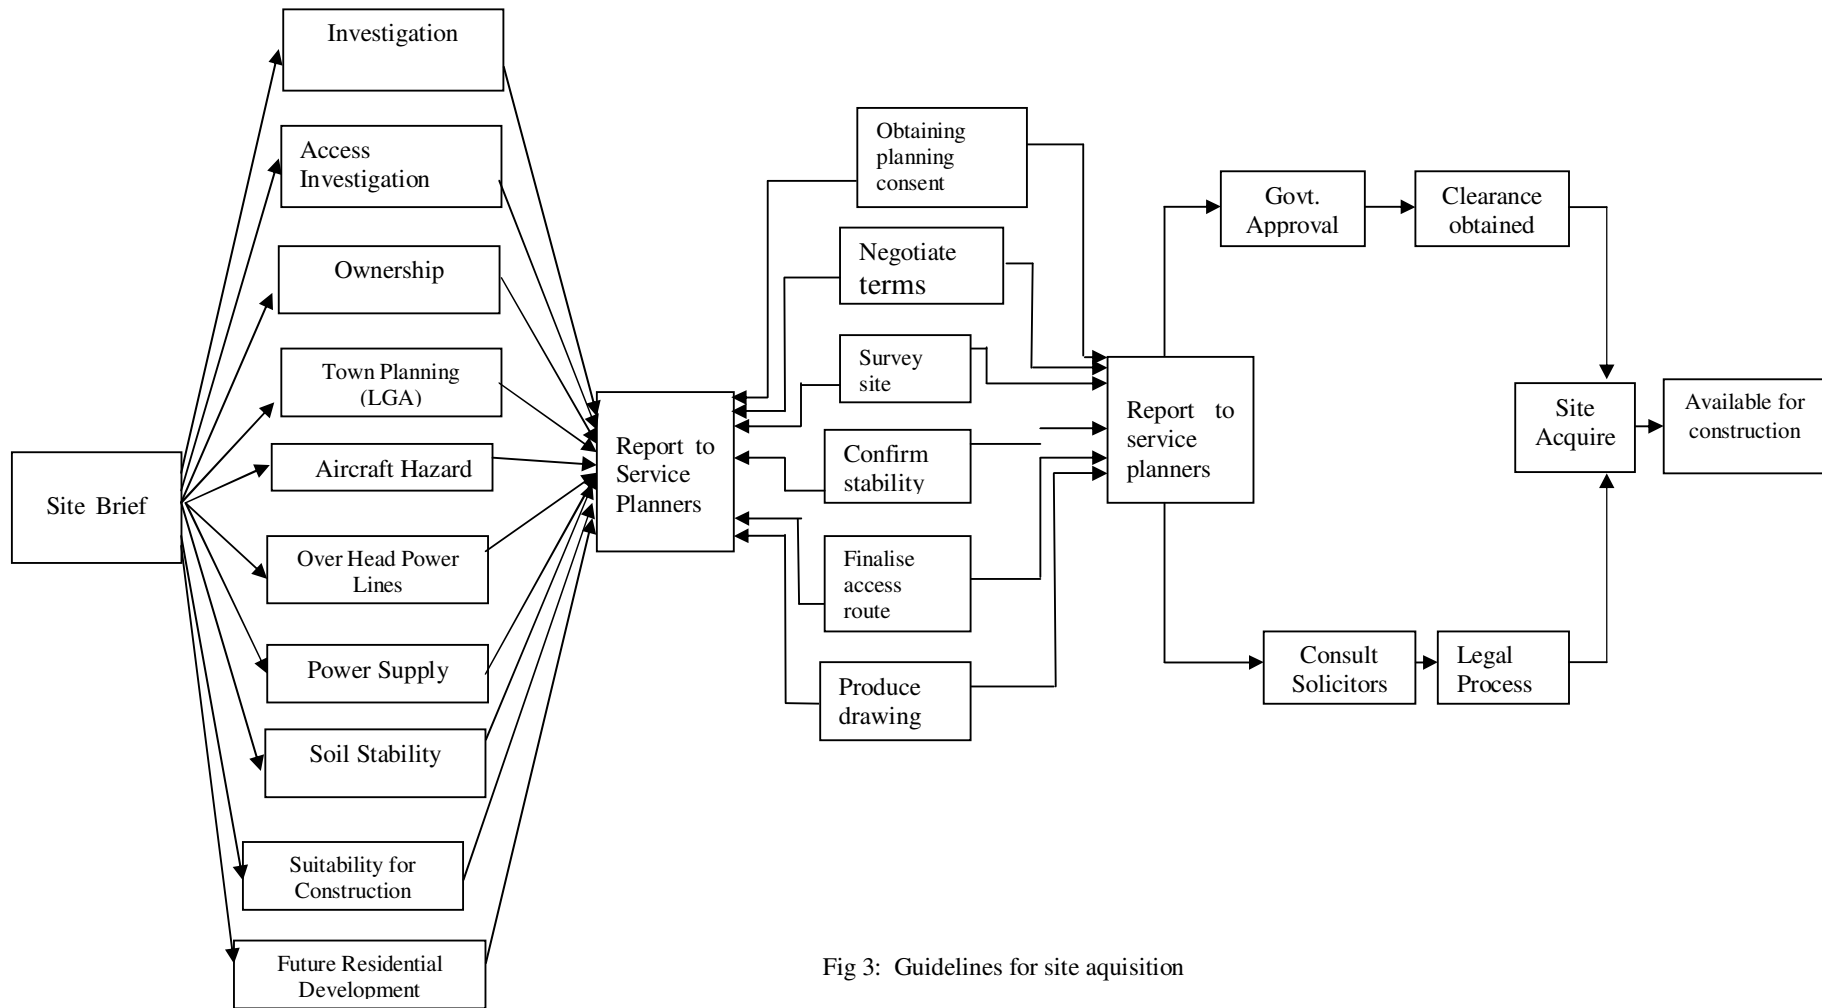 Investigation
Access
Investigation
Ownership
Town Planning
(LGA)
Aircraft Hazard
Site Brief
Over Head Power
Lines
Power Supply
Soil Stability
Suitability for
Construction
Future Residential
Development
Report to
Service
Planners
Obtaining
planning
consent
Negotiate
terms
Survey
site
Confirm
stability
Finalise
access
route
Produce
drawing
Report to
service
planners
Govt.
Approval
Clearance
obtained
Consult
Solicitors
Legal
Process
Site
Acquire
Available for
construction
Fig 3: Guidelines for site aquisition